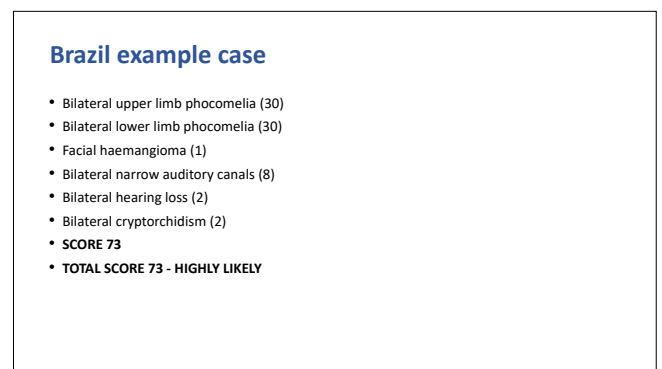 Brazil example case
• Bilateral upper limb phocomelia (30)
• Bilateral lower limb phocomelia (30)
• Facial haemangioma (1)
• Bilateral narrow auditory canals (8)
• Bilateral hearing loss (2)
• Bilateral cryptorchidism (2)
• SCORE 73
• TOTAL SCORE 73 - HIGHLY LIKELY